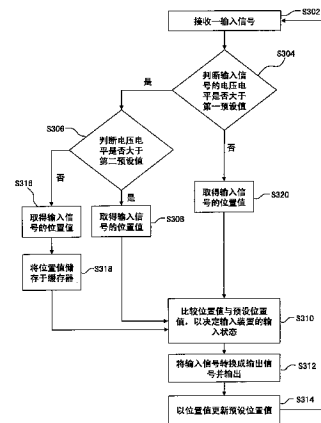 S302
接收一输入信号
S304
判断输入信
号的电压电
平是否大于
第一预设值
是
S306
判断电压电
平是否大于
第二预设值
否
否
是
S316
S320
取得输入信
号的位置值
取得输入信
号的位置值
S308
取得输入信
号的位置值
将位置值储
存于缓存器
S318
比较位置值与预设位置
值，以决定输入装置的输
入状态
S310
将输入信号转换成输出信
号并输出
S312
以位置值更新预设位置值
S314